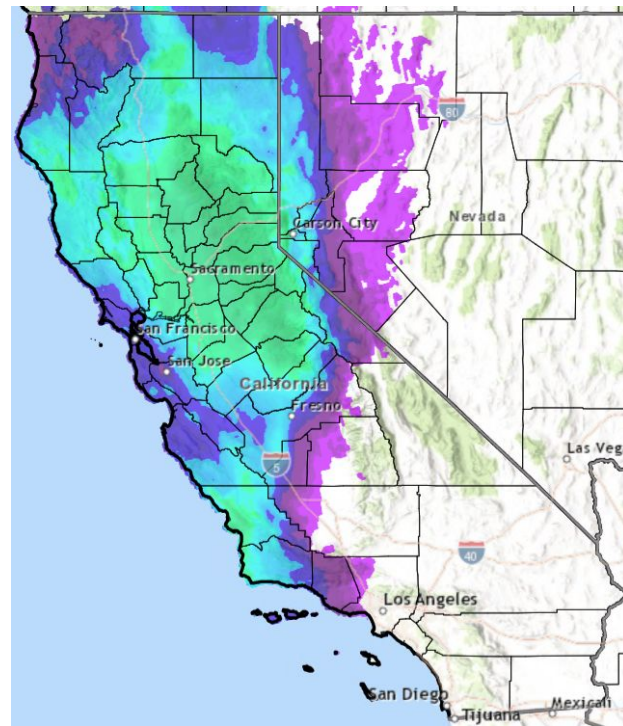 80
Nevada
Carson City
Sacramento
San Francisco
San Jose
California
Fresno
5
Las Veg
40
Los Angeles
San Diego
Tijuana
Mexicali